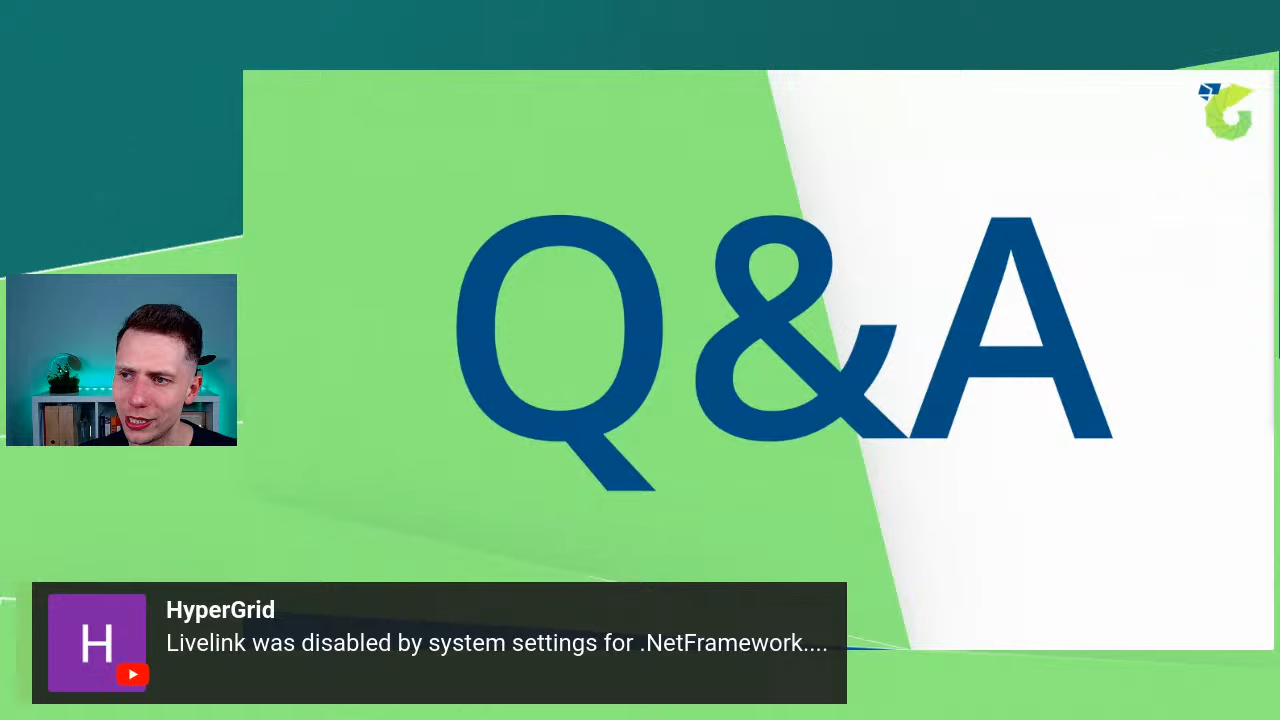 Q&A
H
HyperGrid
Livelink was disabled by system settings for .NetFramework....